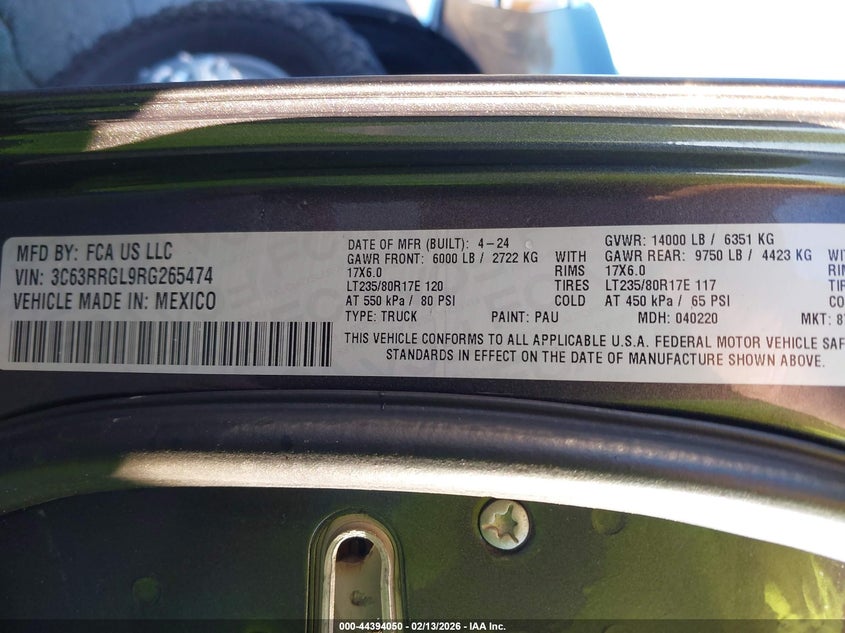 MFD BY: FCA US LLC
VIN: 3C63RRGL9RG265474
VEHICLE MADE IN: MEXICO
DATE OF MFR (BUILT): 4-24 GVWR: 14000 LB / 6351 KG
GAWR FRONT: 6000 LB / 2722 KG WITH GAWR REAR: 9750 LB / 4423 KG WITH
17X6.0 RIMS 17X6.0
LT235/80R17E 120 TIRES LT235/80R17E 117
AT 550 kPa / 80 PSI COLD AT 450 kPa / 65 PSI
TYPE: TRUCK PAINT: PAU MDH: 040220 MKT:
THIS VEHICLE CONFORMS TO ALL APPLICABLE U.S.A. FEDERAL MOTOR VEHICLE SAF
STANDARDS IN EFFECT ON THE DATE OF MANUFACTURE SHOWN ABOVE.
000-44394050 - 02/13/2026 - IAA Inc.